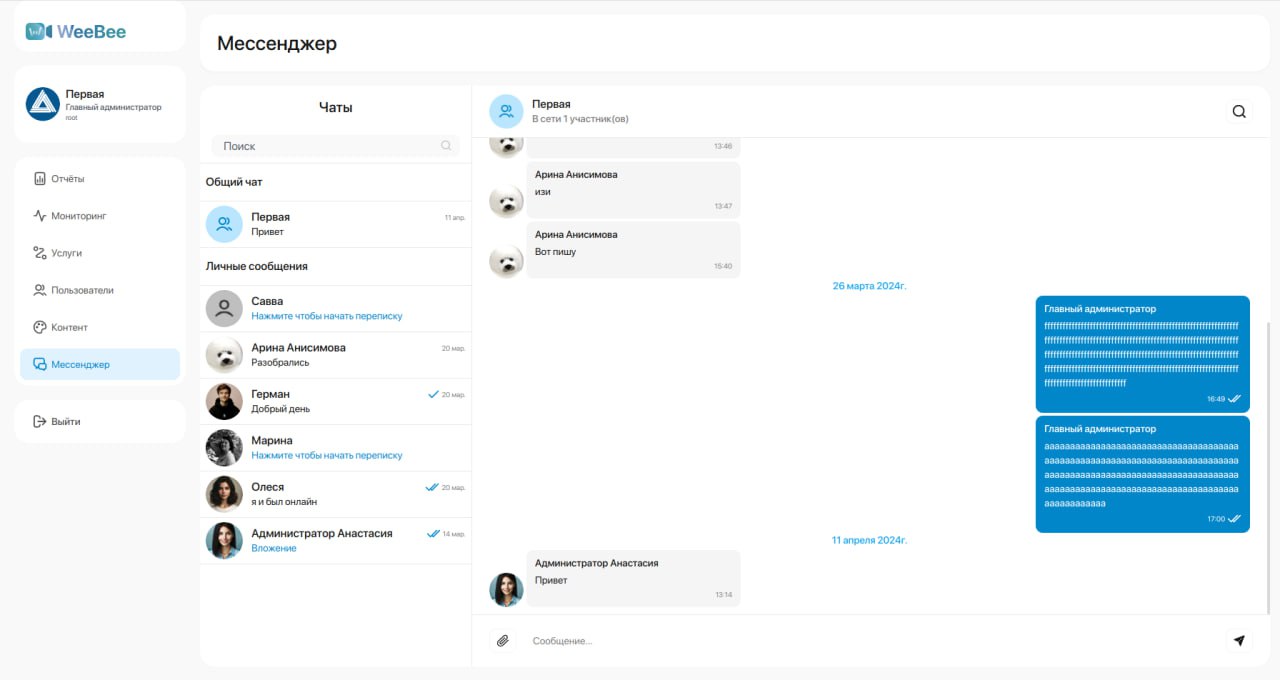 WeeBee
Первая
Главный администратор
root
Отчёты
Мониторинг
Услуги
Пользователи
Контент
Мессенджер
Выйти
Мессенджер
Чаты
Поиск
Общий чат
Первая
11 апр.
Привет
Личные сообщения
Савва
Нажмите чтобы начать переписку
Арина Анисимова
20 мар.
Разобрались
Герман
20 мар.
Добрый день
Марина
Нажмите чтобы начать переписку
Олеся
20 мар.
я и был онлайн
Администратор Анастасия
14 мар.
Вложение
Первая
В сети 1 участник(ов)
13:46
Арина Анисимова
изи
13:47
Арина Анисимова
Вот пишу
15:40
26 марта 2024г.
Главный администратор
16:49
Главный администратор
17:00
11 апреля 2024г.
Администратор Анастасия
Привет
13:14
Сообщение...